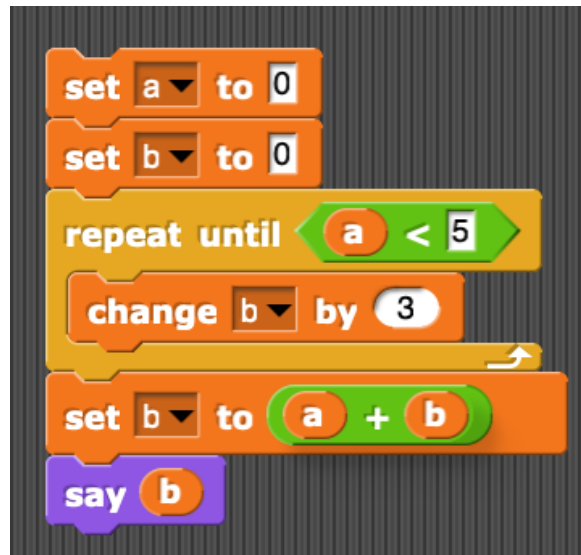 set a to 0
set b to 0
repeat until a < 5
change b by 3
set b to a + b
say b